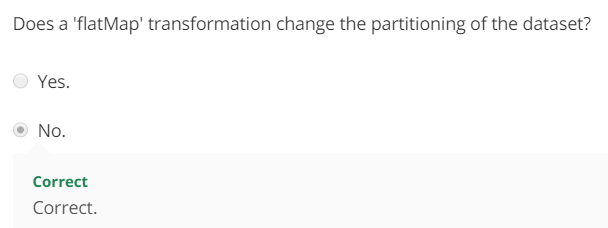 Does a 'flatMap' transformation change the partitioning of the dataset?
Yes.
No.
Correct
Correct.